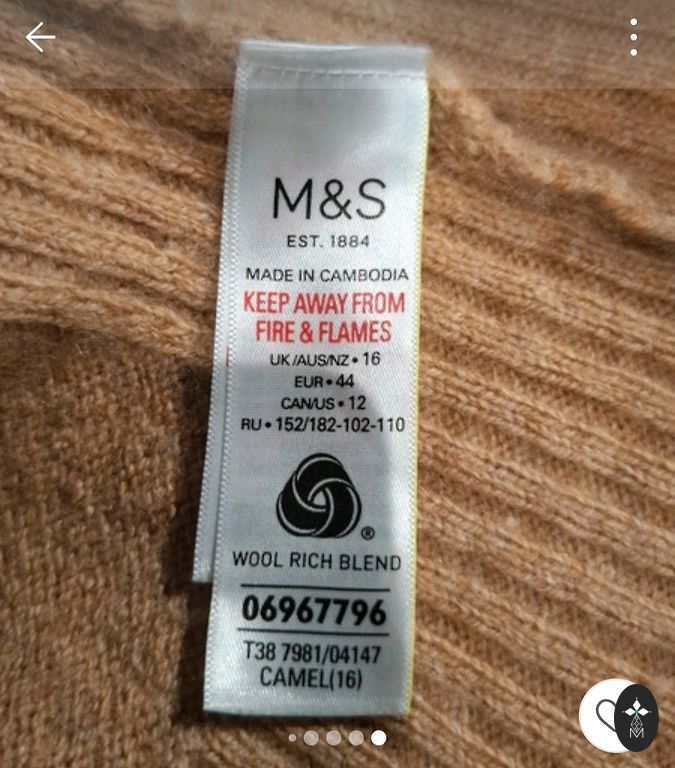 M&S
EST. 1884
MADE IN CAMBODIA
KEEP AWAY FROM
FIRE & FLAMES
UK/AUS/NZ • 16
EUR • 44
CAN/US • 12
RU • 152/182-102-110
®
WOOL RICH BLEND
06967796
T38 7981/04147
CAMEL(16)